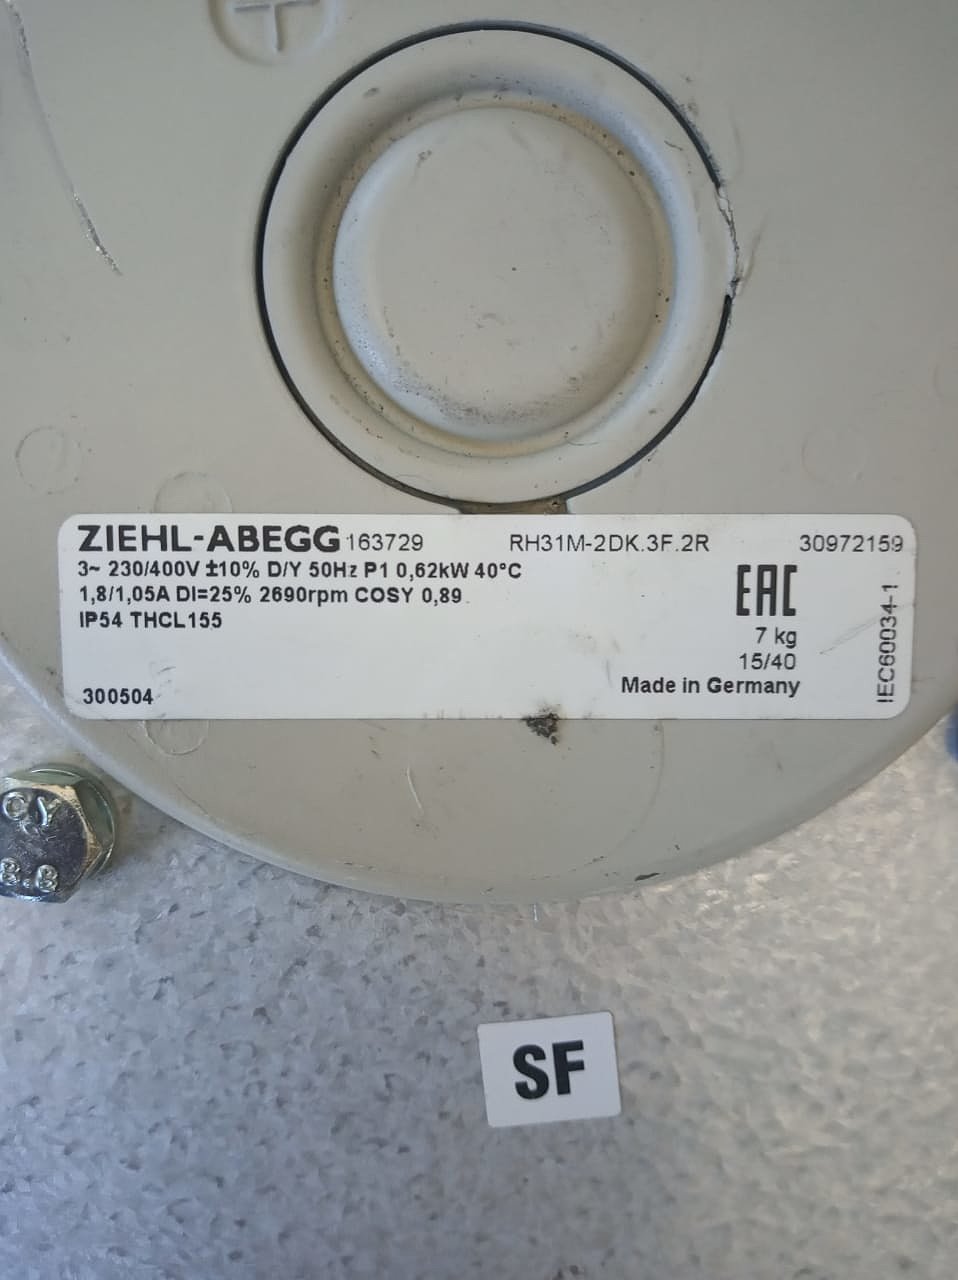 ZIEHL-ABEGG 163729 RH31M-2DK.3F.2R 30972159
3~ 230/400V ±10% D/Y 50Hz P1 0,62kW 40°C
1,8/1,05A DI=25% 2690rpm COSY 0,89
IP54 THCL155
EAC
7 kg
15/40
Made in Germany
300504
IEC60034-1
CY
8.8
SF